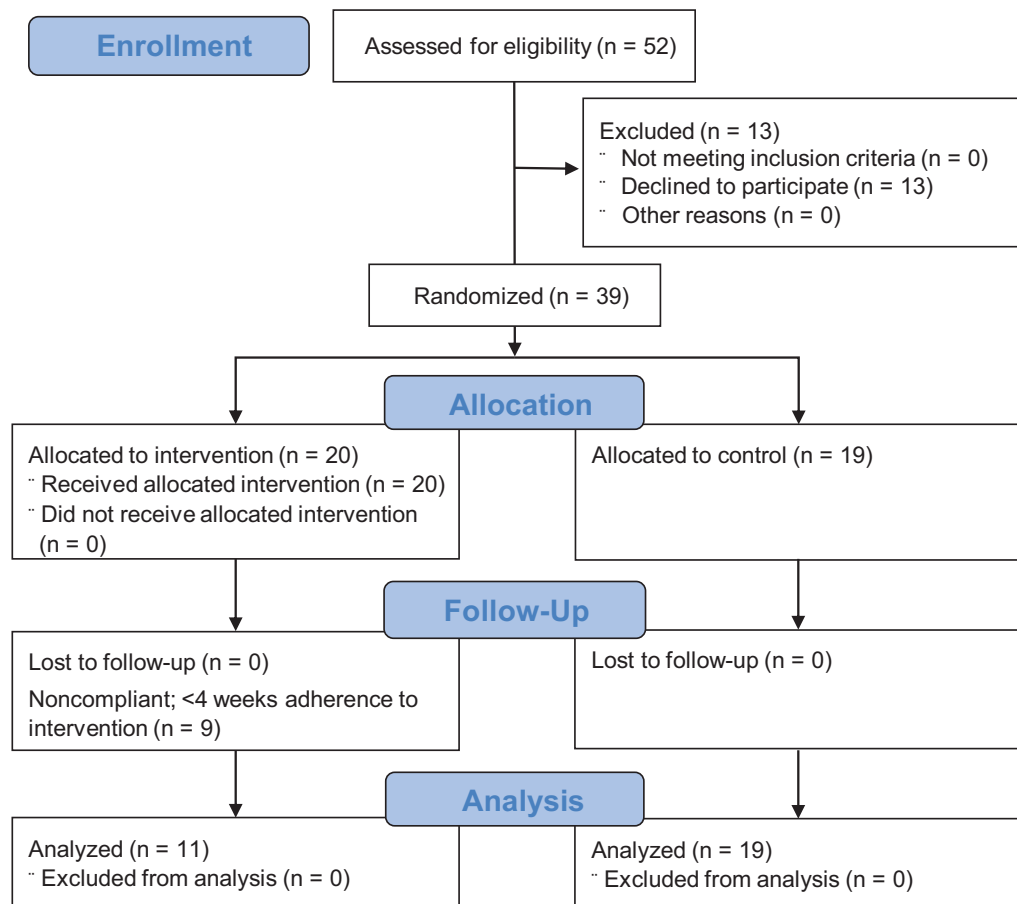 Enrollment
Assessed for eligibility (n = 52)
Excluded (n = 13)
¨ Not meeting inclusion criteria (n = 0)
¨ Declined to participate (n = 13)
¨ Other reasons (n = 0)
Randomized (n = 39)
Allocation
Allocated to intervention (n = 20)
¨ Received allocated intervention (n = 20)
¨ Did not receive allocated intervention
(n = 0)
Allocated to control (n = 19)
Follow-Up
Lost to follow-up (n = 0)
Noncompliant; <4 weeks adherence to
intervention (n = 9)
Lost to follow-up (n = 0)
Analysis
Analyzed (n = 11)
¨ Excluded from analysis (n = 0)
Analyzed (n = 19)
¨ Excluded from analysis (n = 0)